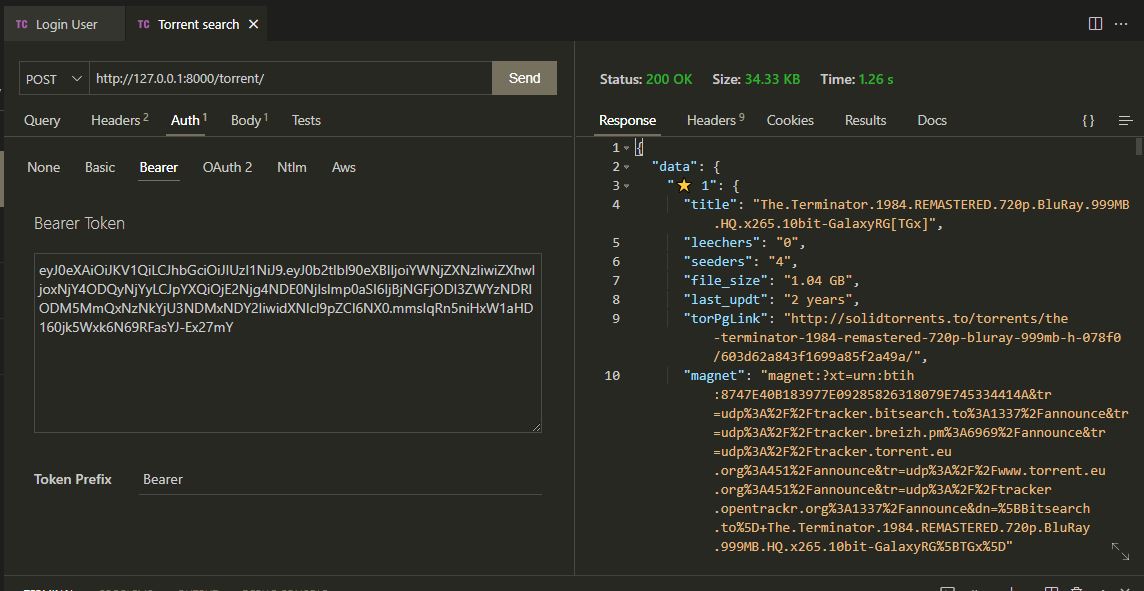 TC Login User
TC Torrent search ×
POST http://127.0.0.1:8000/torrent/ Send
Query Headers 2 Auth 1 Body 1 Tests
None Basic Bearer OAuth 2 Ntlm Aws
Bearer Token
eyJ0eXAiOiJKV1QiLCJhbGciOiJIUzI1NiJ9.eyJ0b2tlbl90eXBlIjoiYWNjZXNzIiwiZXhwI
Token Prefix Bearer
Status: 200 OK Size: 34.33 KB Time: 1.26 s
Response Headers 9 Cookies Results Docs {}
1 {
2 "data": {
3 "⭐ 1": {
4 "title": "The.Terminator.1984.REMASTERED.720p.BluRay.999MB
.HQ.x265.10bit-GalaxyRG[TGx]",
5 "leechers": "0",
6 "seeders": "4",
7 "file_size": "1.04 GB",
8 "last_updt": "2 years",
9 "torPgLink": "http://solidtorrents.to/torrents/the
-terminator-1984-remastered-720p-bluray-999mb-h-078f0
/603d62a843f1699a85f2a49a/",
10 "magnet": "magnet:?xt=urn:btih
:8747E40B183977E09285826318079E745334414A&tr
=udp%3A%2F%2Ftracker.bitsearch.to%3A1337%2Fannounce&tr
=udp%3A%2F%2Ftracker.breizh.pm%3A6969%2Fannounce&tr
=udp%3A%2F%2Ftracker.torrent.eu
.org%3A451%2Fannounce&tr=udp%3A%2F%2Fwww.torrent.eu
.org%3A451%2Fannounce&tr=udp%3A%2F%2Ftracker
.opentrackr.org%3A1337%2Fannounce&dn=%5BBitsearch
.to%5D+The.Terminator.1984.REMASTERED.720p.BluRay
.999MB.HQ.x265.10bit-GalaxyRG%5BTGx%5D"